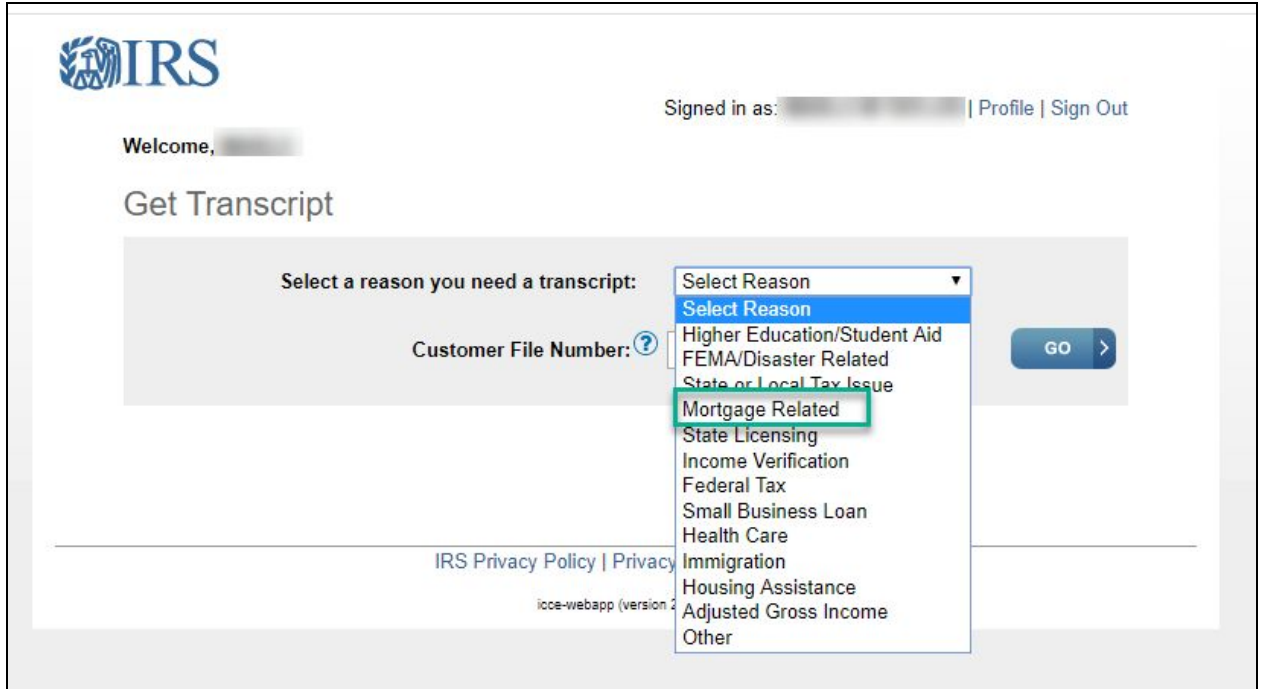 IRS
Signed in as: | Profile | Sign Out
Welcome,
Get Transcript
Select a reason you need a transcript: Select Reason
Select Reason
Customer File Number: ? Higher Education/Student Aid GO >
FEMA/Disaster Related
State or Local Tax Issue
Mortgage Related
State Licensing
Income Verification
Federal Tax
Small Business Loan
Health Care
IRS Privacy Policy | Privacy Immigration
Housing Assistance
icce-webapp (version
Adjusted Gross Income
Other